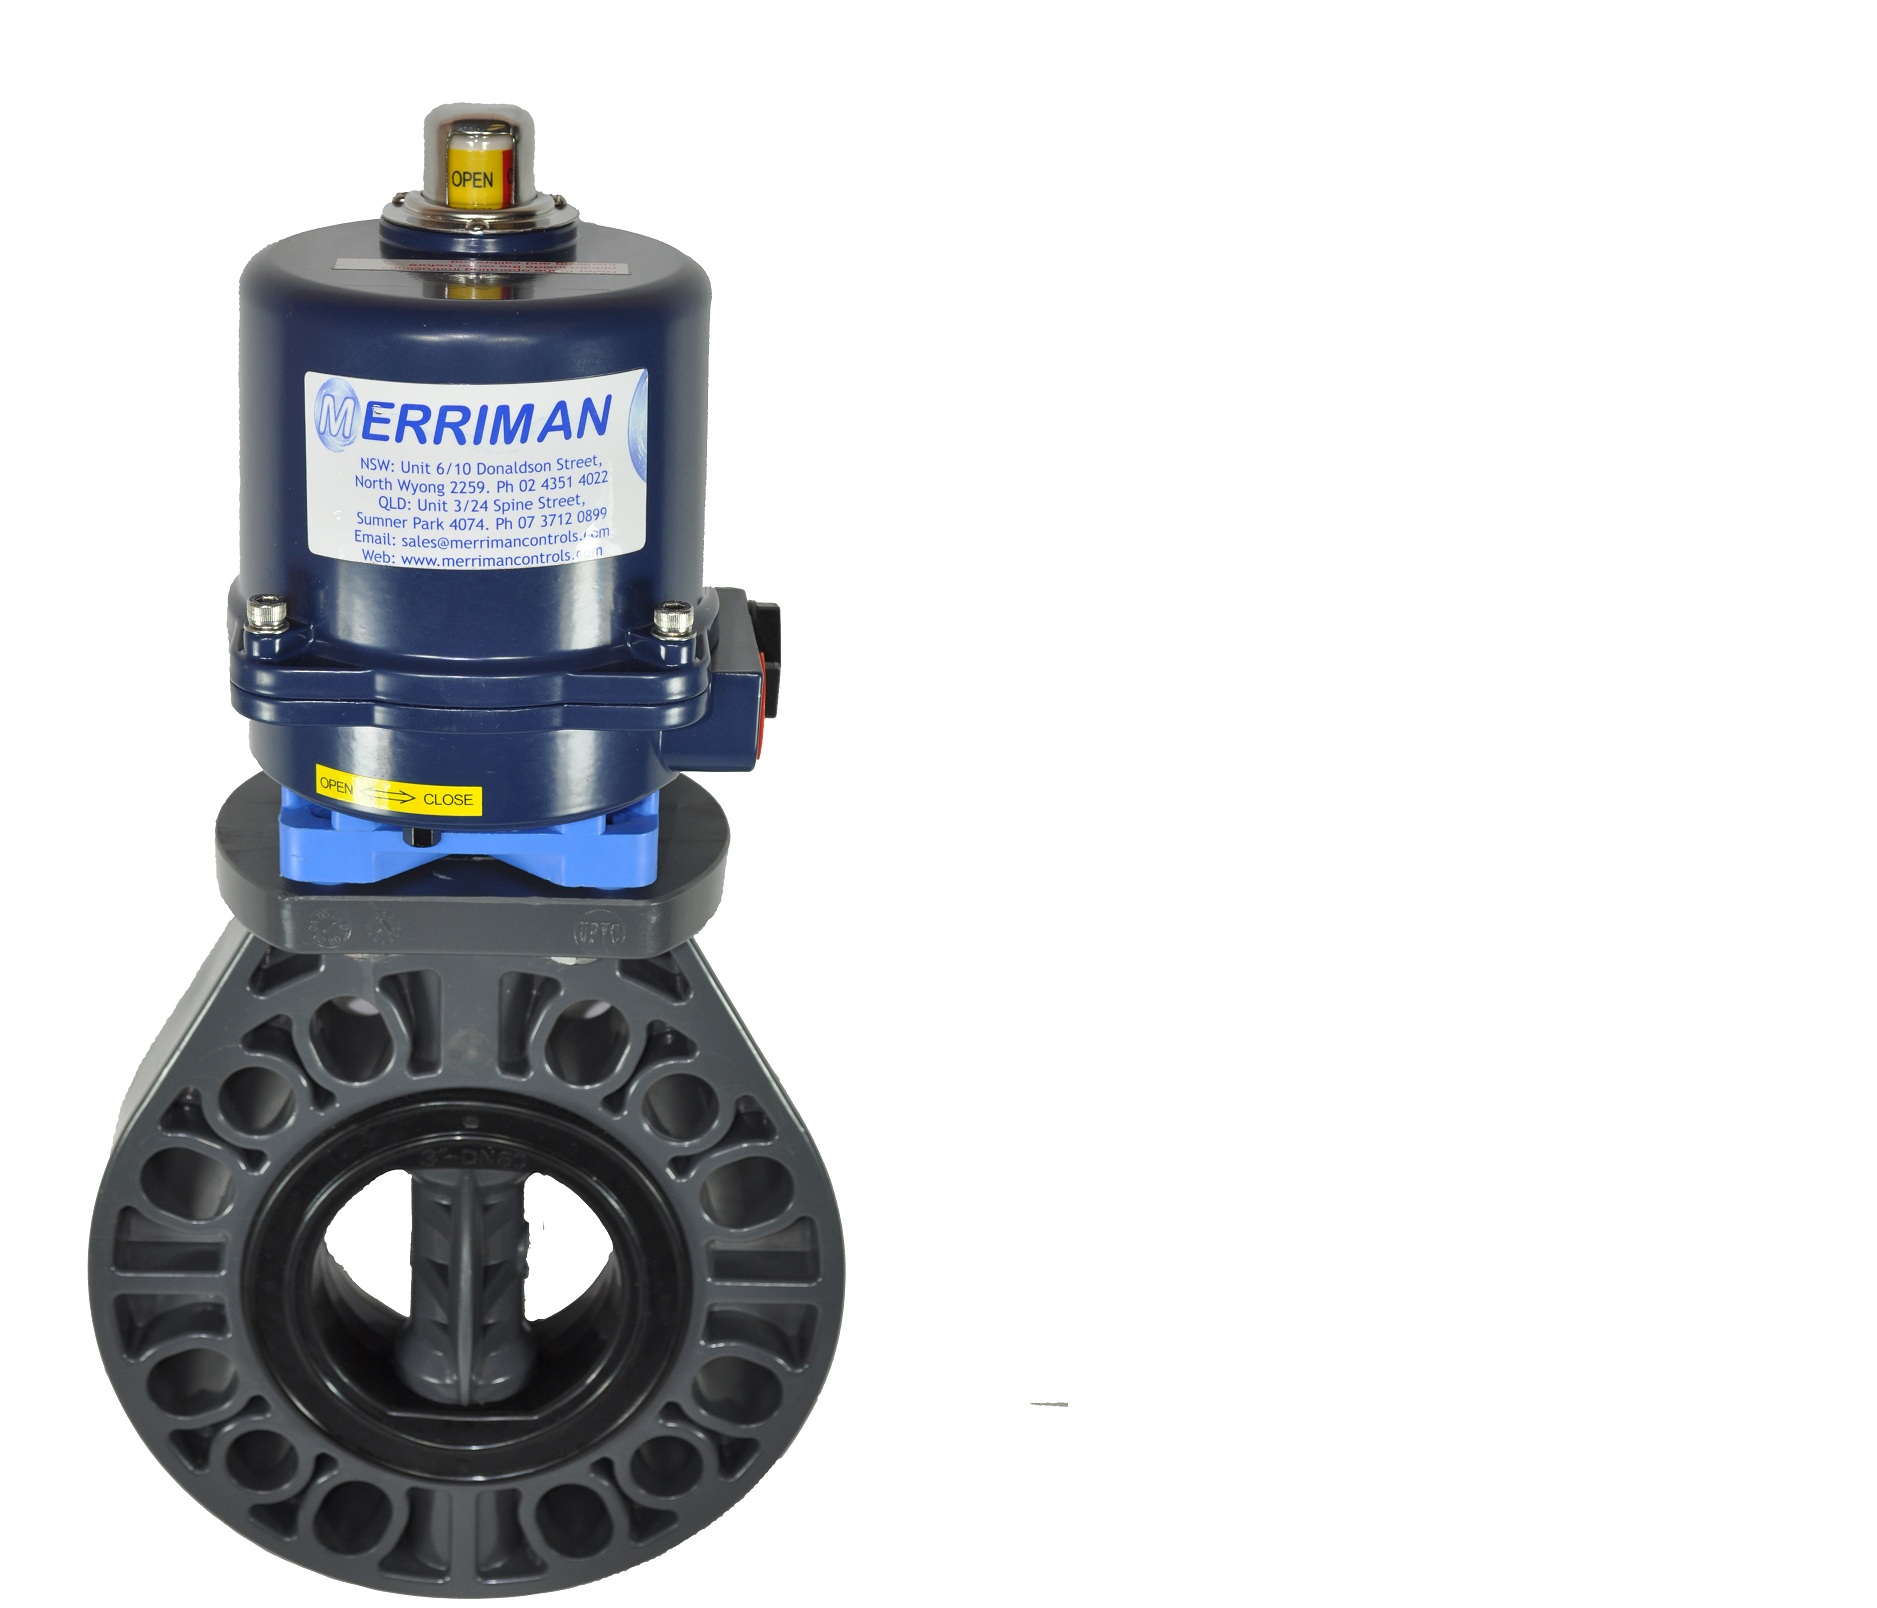 OPEN
MERRIMAN
NSW: Unit 6/10 Donaldson Street,
North Wyong 2259. Ph 02 4351 4022
QLD: Unit 3/24 Spine Street,
Sumner Park 4074. Ph 07 3712 0899
Email: sales@merrimancontrols.com
Web: www.merrimancontrols.com
OPEN CLOSE
UPVC